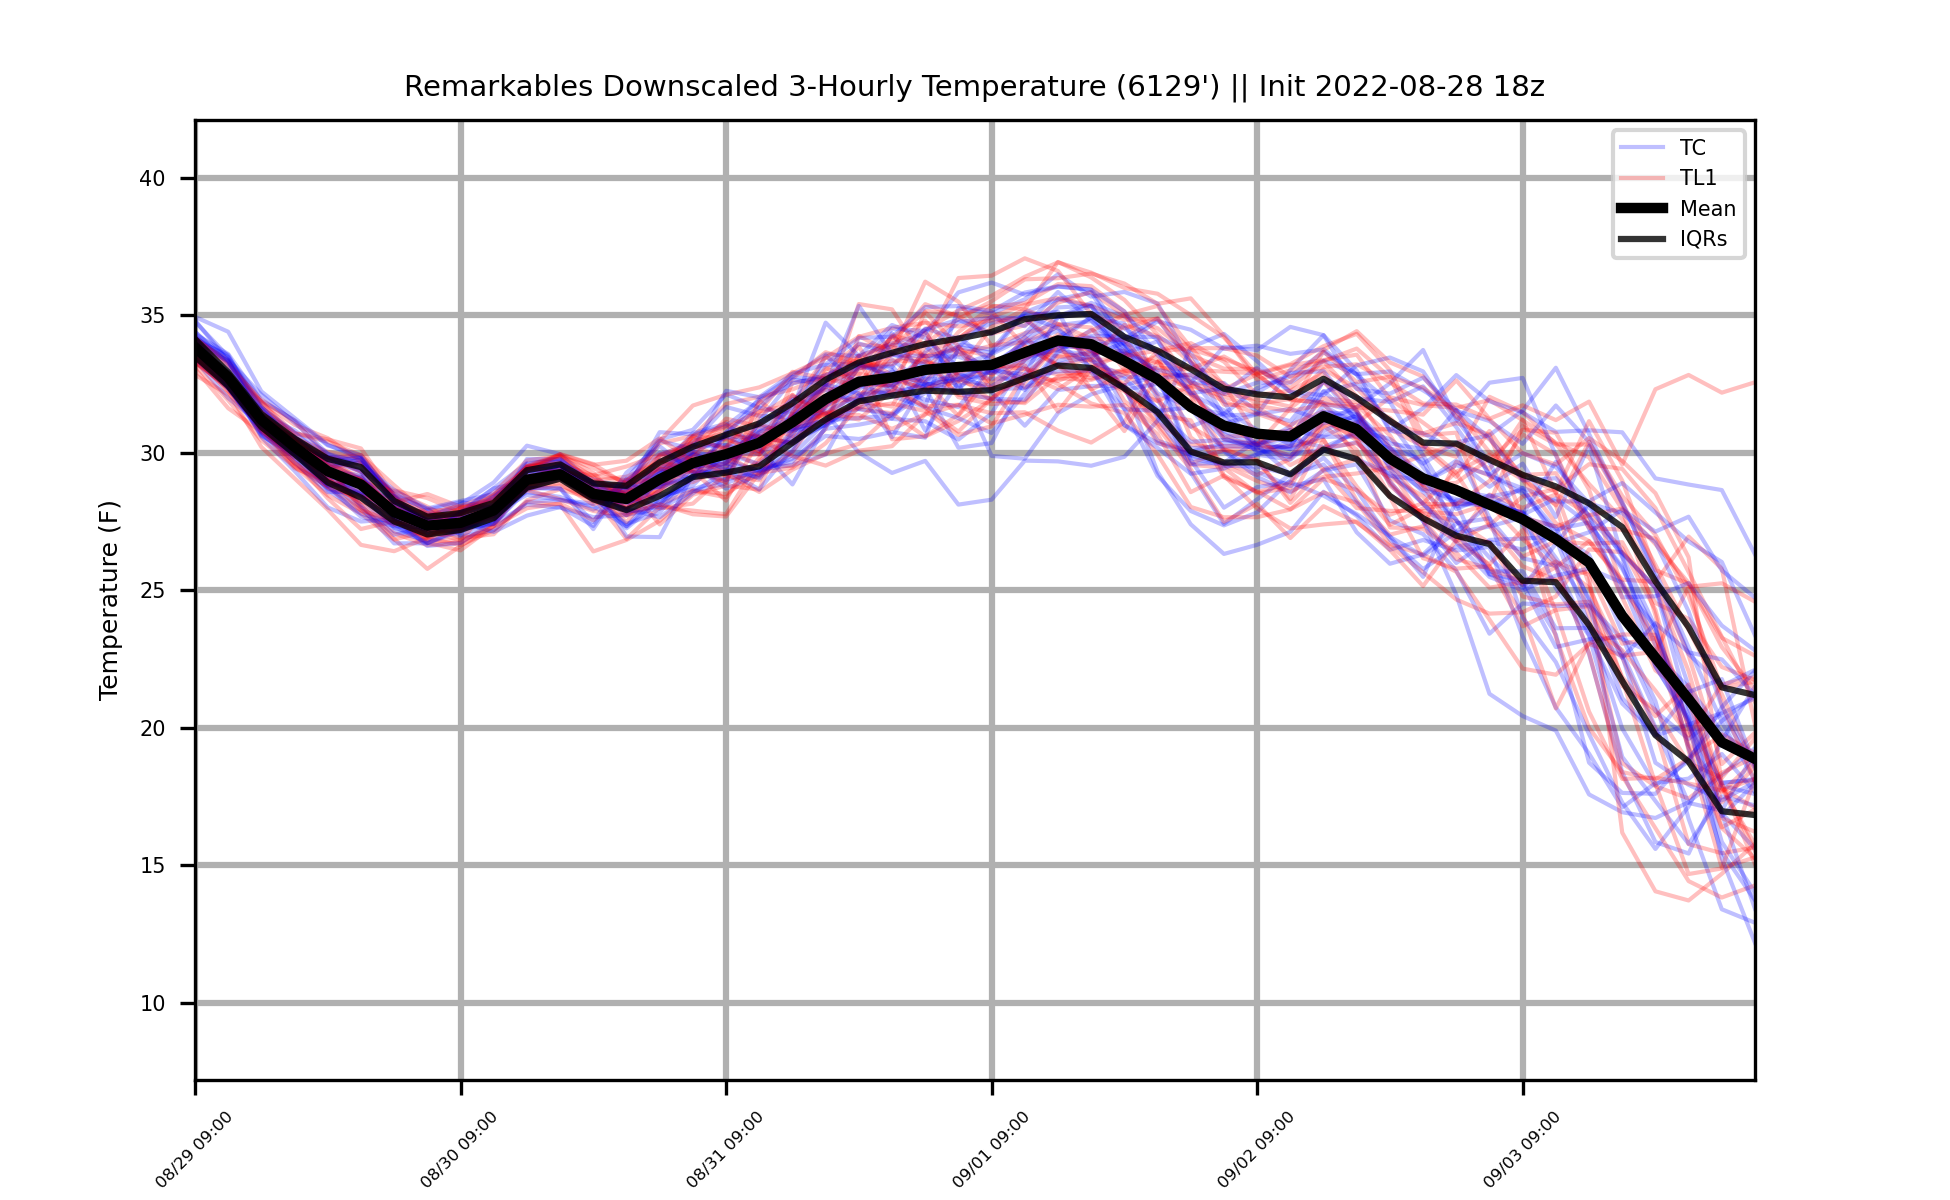 Remarkables Downscaled 3-Hourly Temperature (6129') || Init 2022-08-28 18z
TC
TL1
Mean
IQRs
Temperature (F)
40
35
30
25
20
15
10
08/29 09:00
08/30 09:00
08/31 09:00
09/01 09:00
09/02 09:00
09/03 09:00